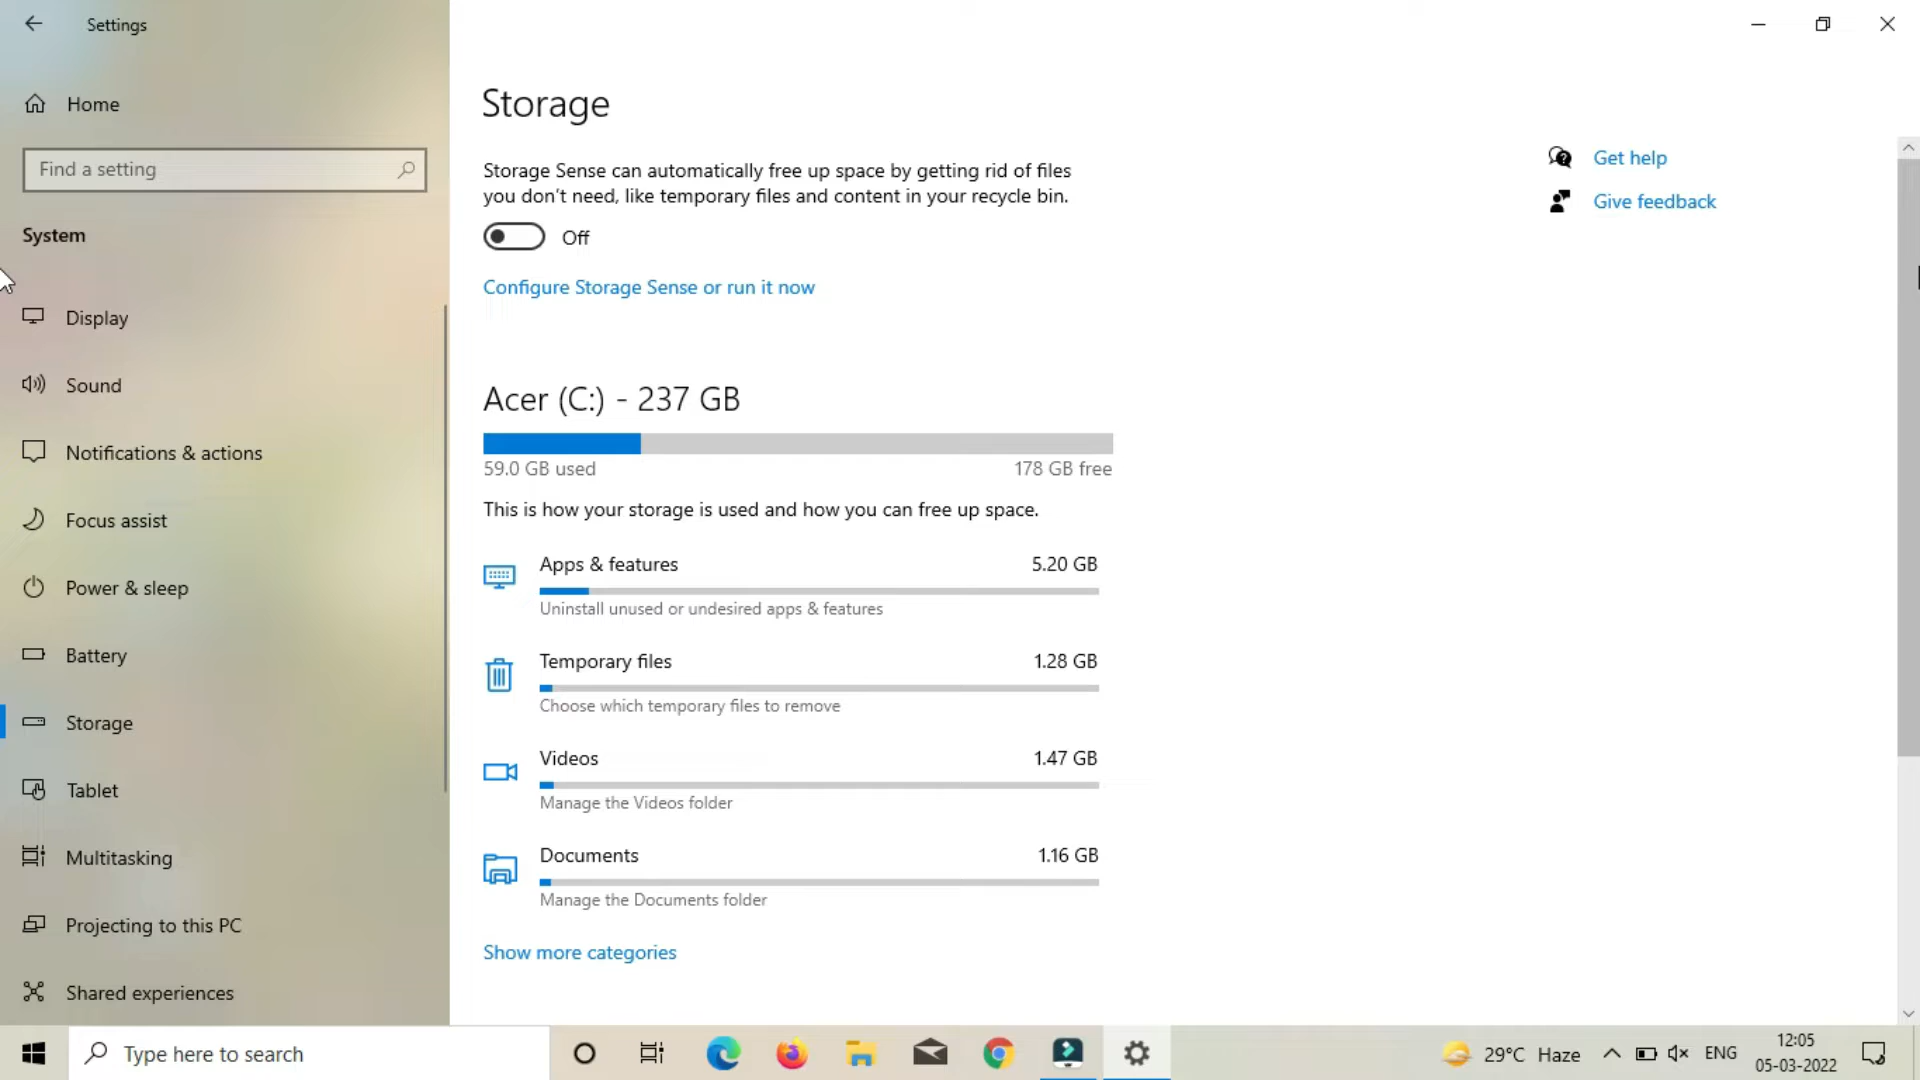 Settings
Home
Find a setting
System
Display
Sound
Notifications & actions
Focus assist
Power & sleep
Battery
Storage
Tablet
Multitasking
Projecting to this PC
Shared experiences
Storage
Storage Sense can automatically free up space by getting rid of files
you don't need, like temporary files and content in your recycle bin.
Off
Configure Storage Sense or run it now
Acer (C:) - 237 GB
59.0 GB used 178 GB free
This is how your storage is used and how you can free up space.
Apps & features 5.20 GB
Uninstall unused or undesired apps & features
Temporary files 1.28 GB
Choose which temporary files to remove
Videos 1.47 GB
Manage the Videos folder
Documents 1.16 GB
Manage the Documents folder
Show more categories
Get help
Give feedback
Type here to search
29°C Haze
ENG
12:05
05-03-2022